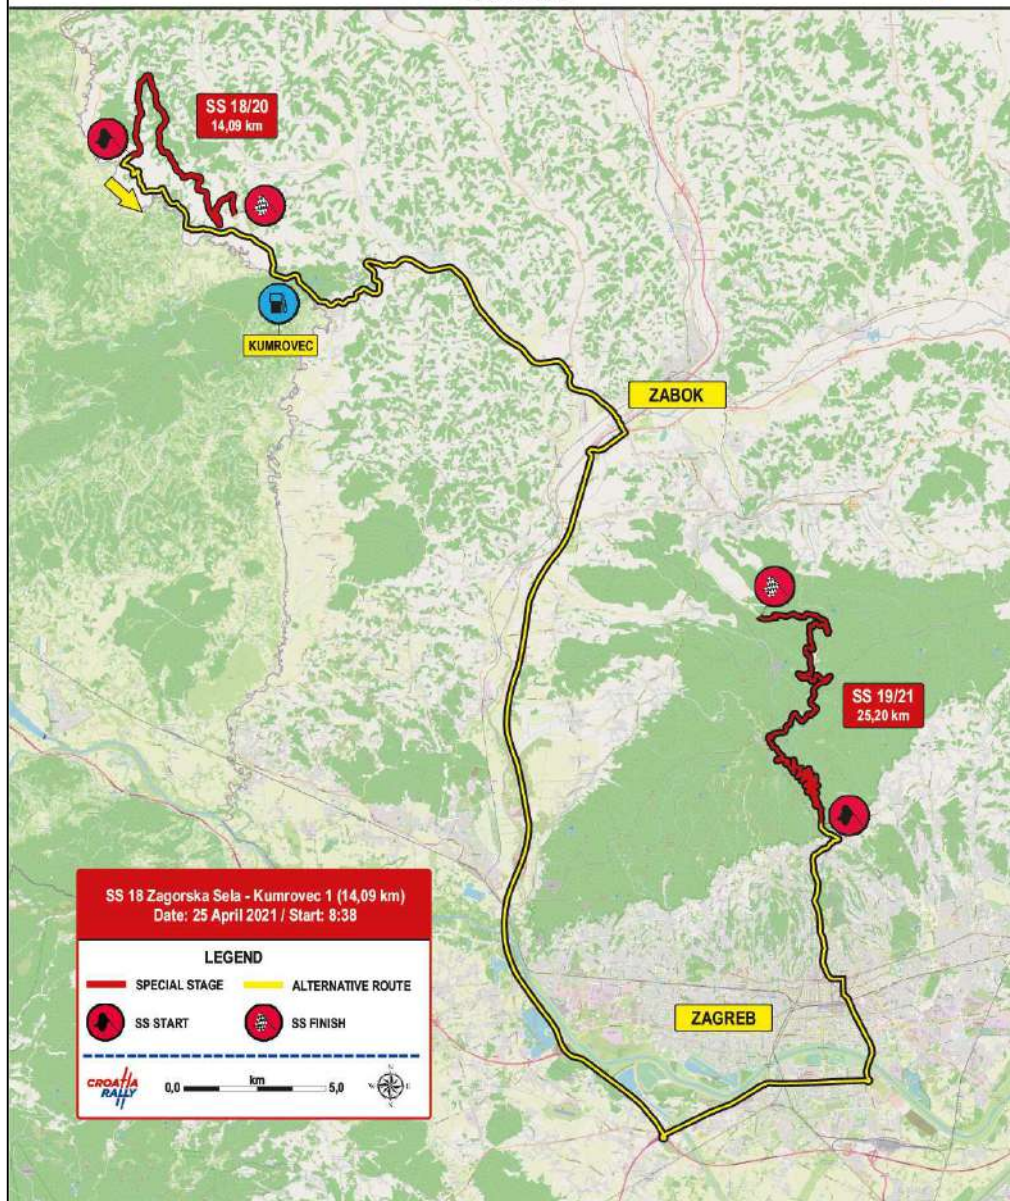 SS 18/20
14,09 km
KUMROVEC
ZABOK
SS 19/21
25,20 km
SS 18 Zagorska Sela - Kumrovec 1 (14,09 km)
Date: 25 April 2021 / Start: 8:38
LEGEND
SPECIAL STAGE
ALTERNATIVE ROUTE
SS START
SS FINISH
CROATIA
RALLY
0,0 km 5,0
N
W E
S
ZAGREB